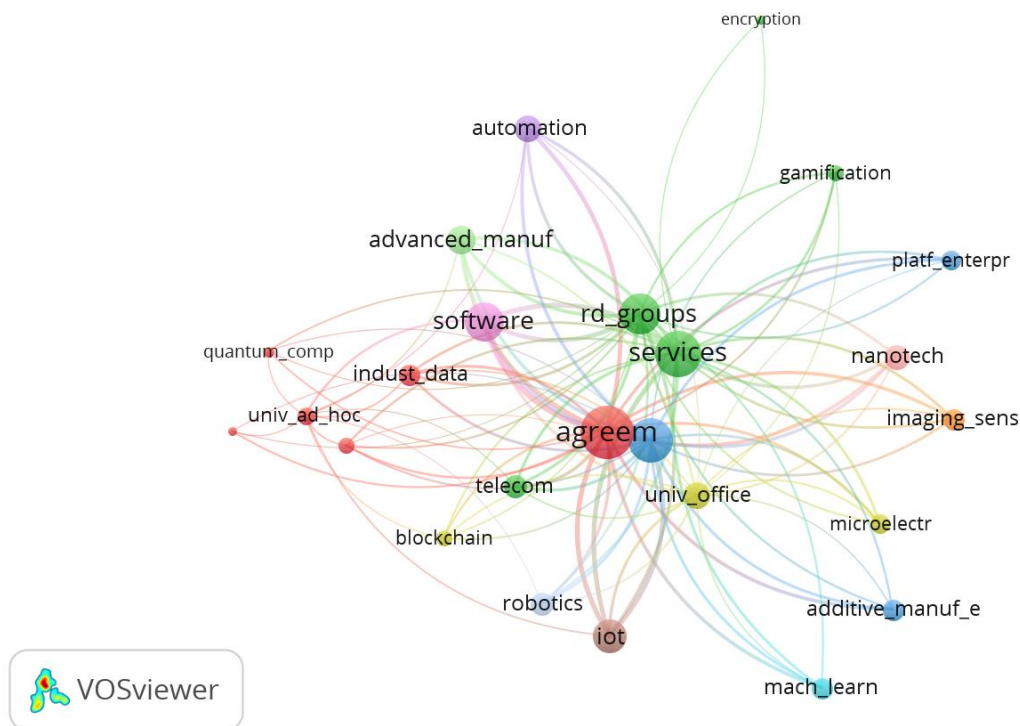 encryption
automation
gamification
advanced_manuf
platf_enterpr
rd_groups
software
services
quantum_comp
nanotech
indust_data
univ_ad_hoc
imaging_sens
agreem
telecom
univ_office
microelectr
blockchain
robotics
additive_manuf_e
iot
mach_learn
VOSviewer